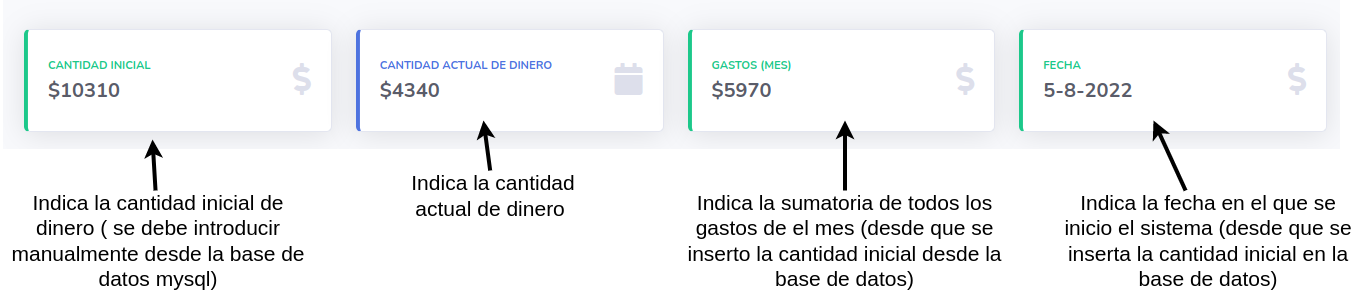 CANTIDAD INICIAL
$10310
CANTIDAD ACTUAL DE DINERO
$4340
GASTOS (MES)
$5970
FECHA
5-8-2022
Indica la cantidad inicial de
dinero ( se debe introducir
manualmente desde la base de
datos mysql)
Indica la cantidad
actual de dinero
Indica la sumatoria de todos los
gastos de el mes (desde que se
inserto la cantidad inicial desde la
base de datos)
Indica la fecha en el que se
inicio el sistema (desde que se
inserta la cantidad inicial en la
base de datos)